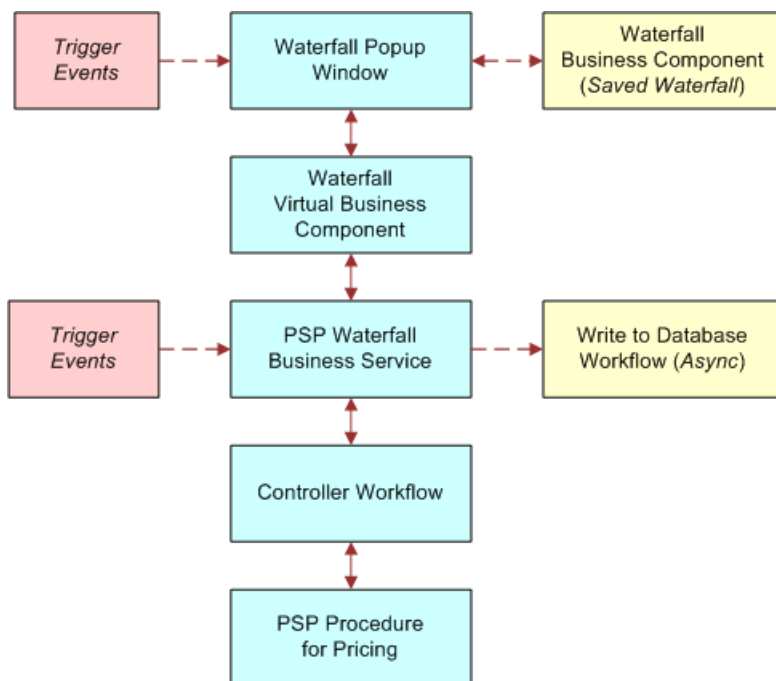 Trigger
Events
Waterfall Popup
Window
Waterfall
Business Component
(Saved Waterfall)
Waterfall
Virtual Business
Component
Trigger
Events
PSP Waterfall
Business Service
Write to Database
Workflow (Async)
Controller Workflow
PSP Procedure
for Pricing